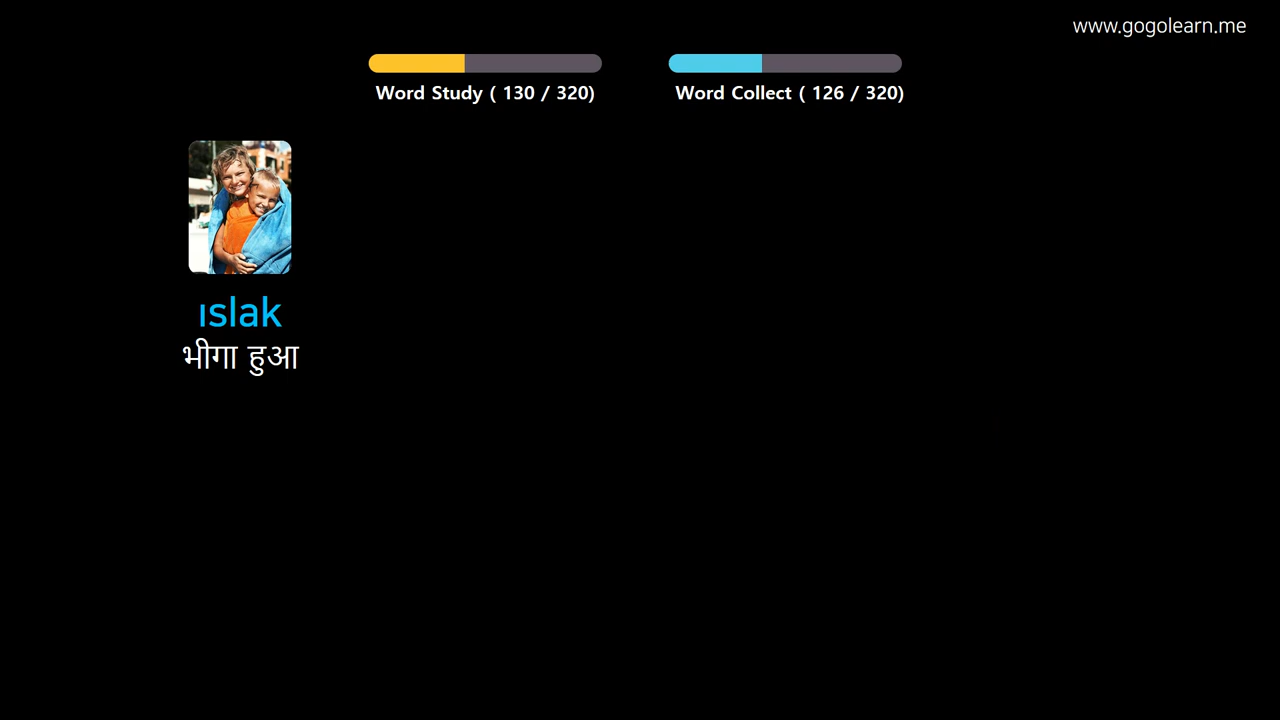 www.gogolearn.me
Word Study ( 130 / 320)
Word Collect ( 126 / 320)
ıslak
भीगा हुआ